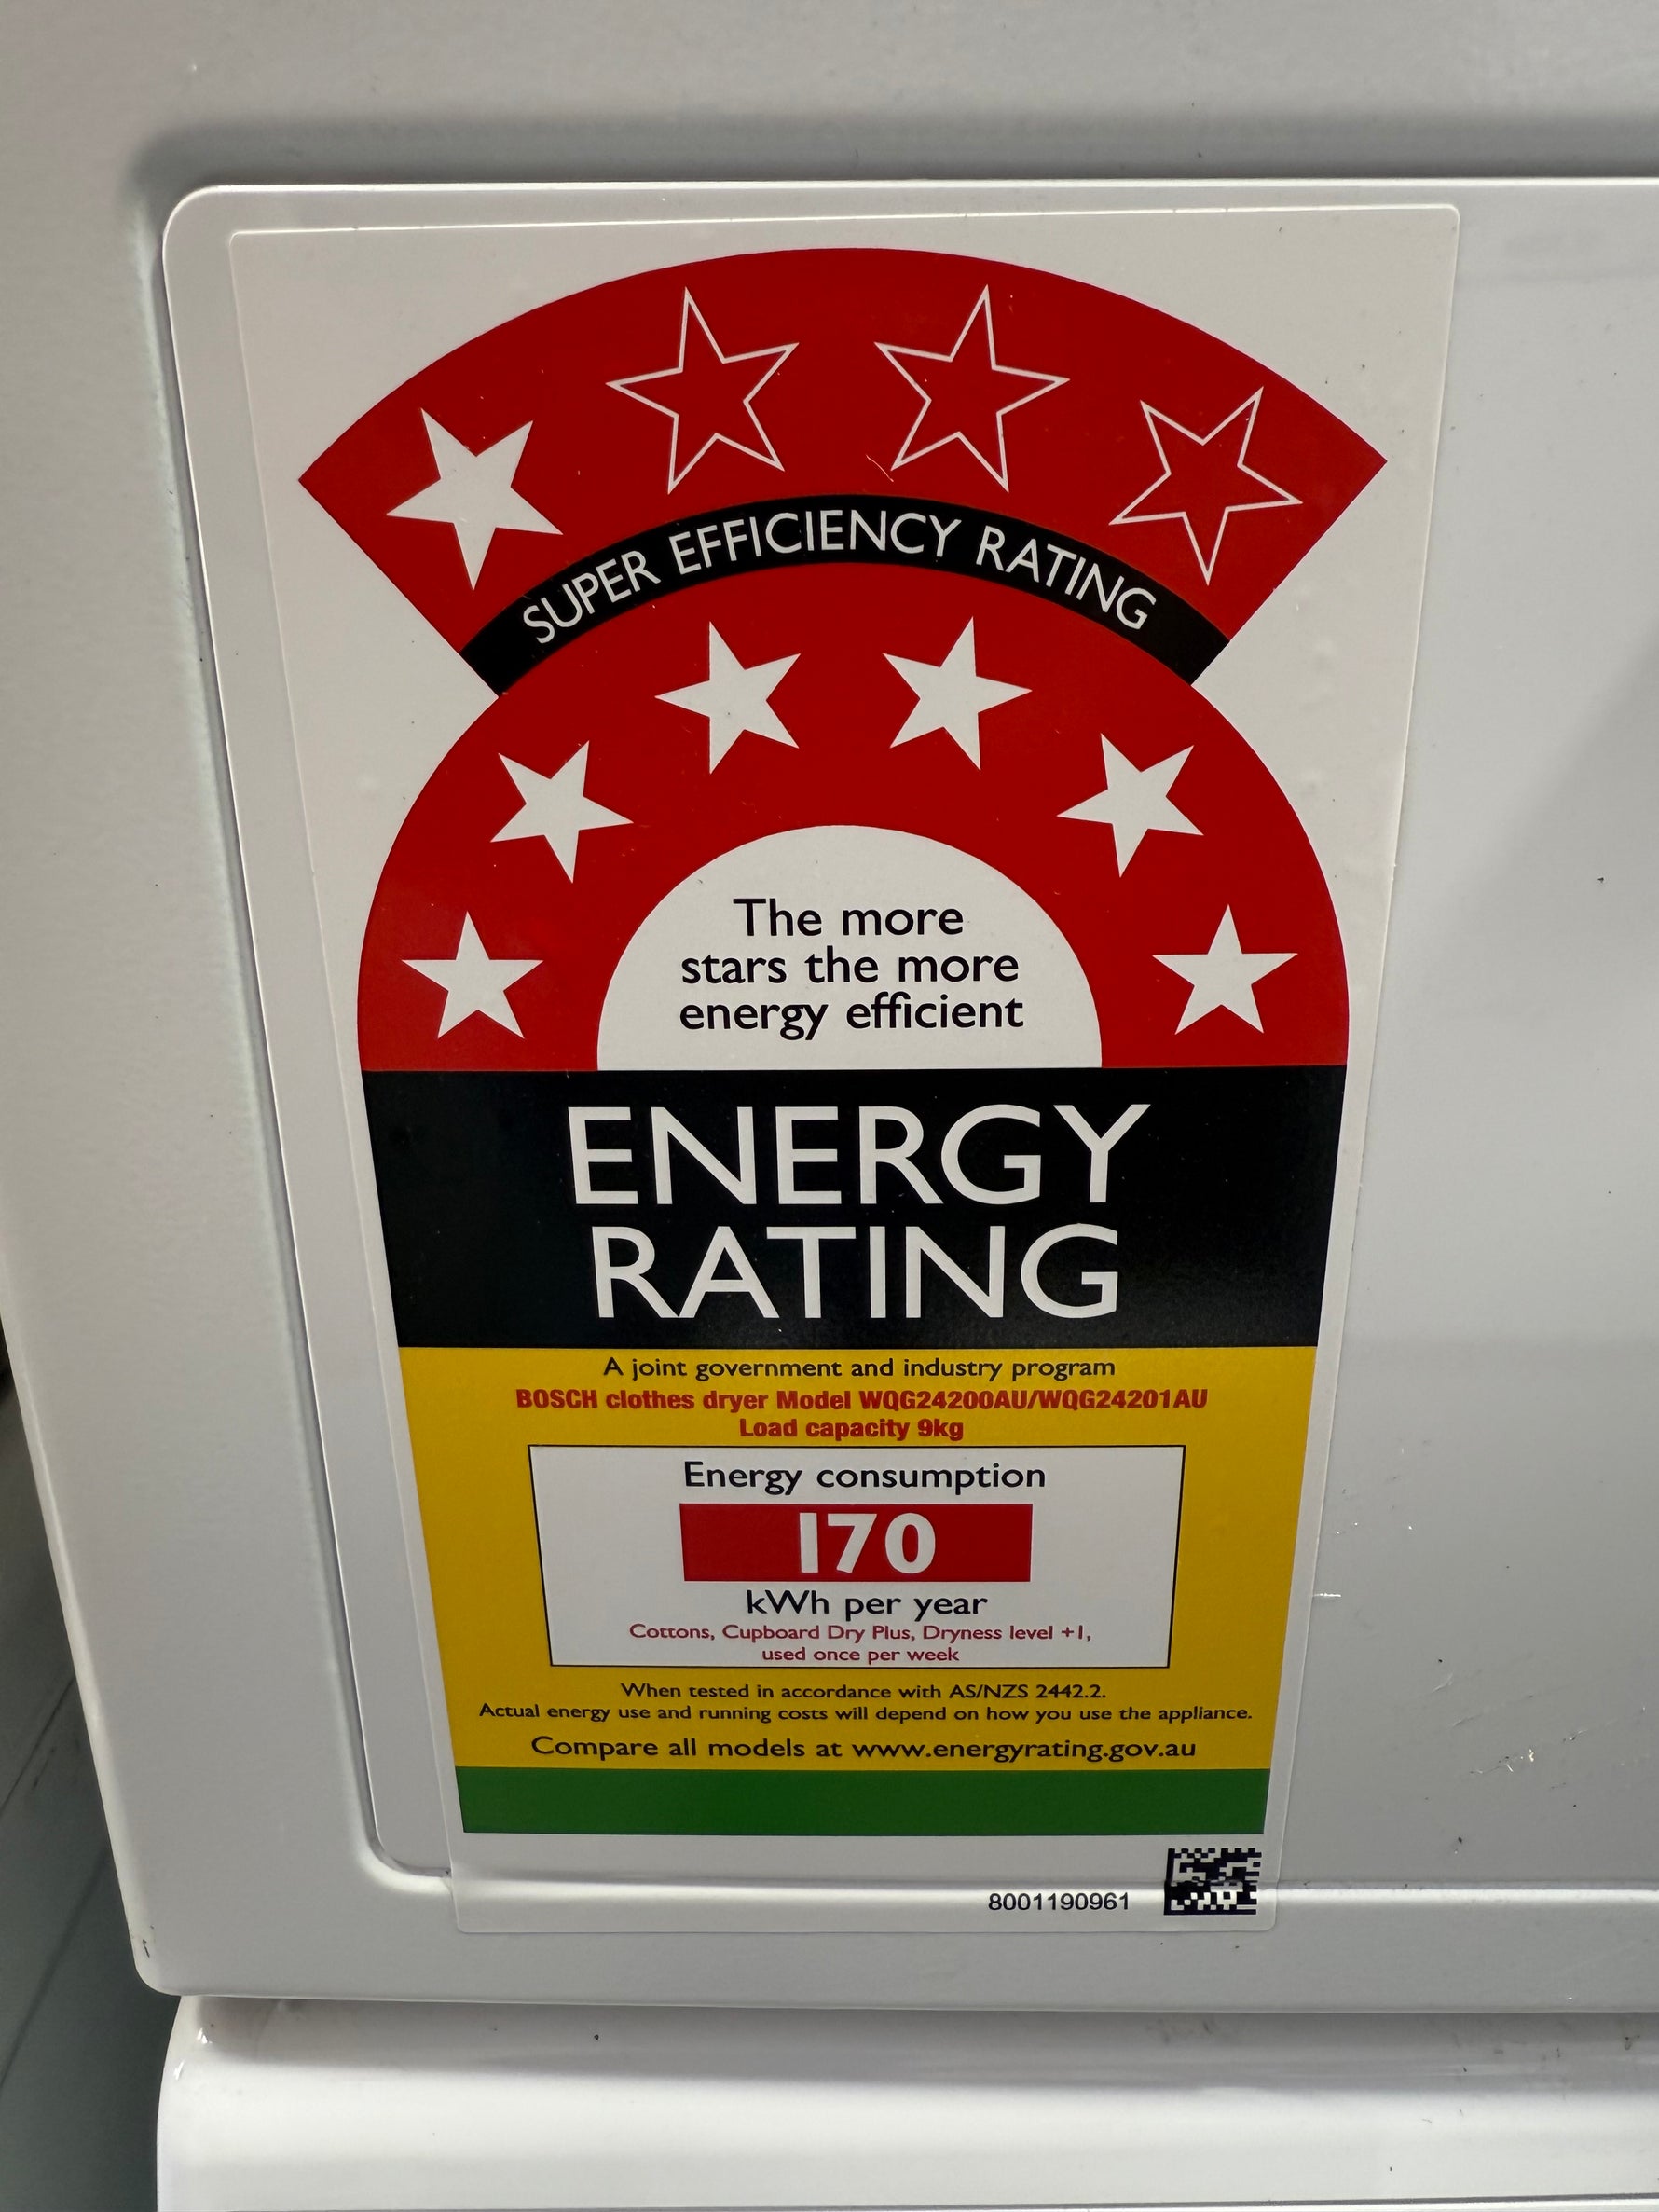 SUPER EFFICIENCY RATING
The more
stars the more
energy efficient
ENERGY
RATING
A joint government and industry program
BOSCH clothes dryer Model WQG24200AU/WQG24201AU
Load capacity 9kg
Energy consumption
170
kWh per year
Cottons, Cupboard Dry Plus, Dryness level +1,
used once per week
When tested in accordance with AS/NZS 2442.2.
Actual energy use and running costs will depend on how you use the appliance.
Compare all models at www.energyrating.gov.au
8001190961